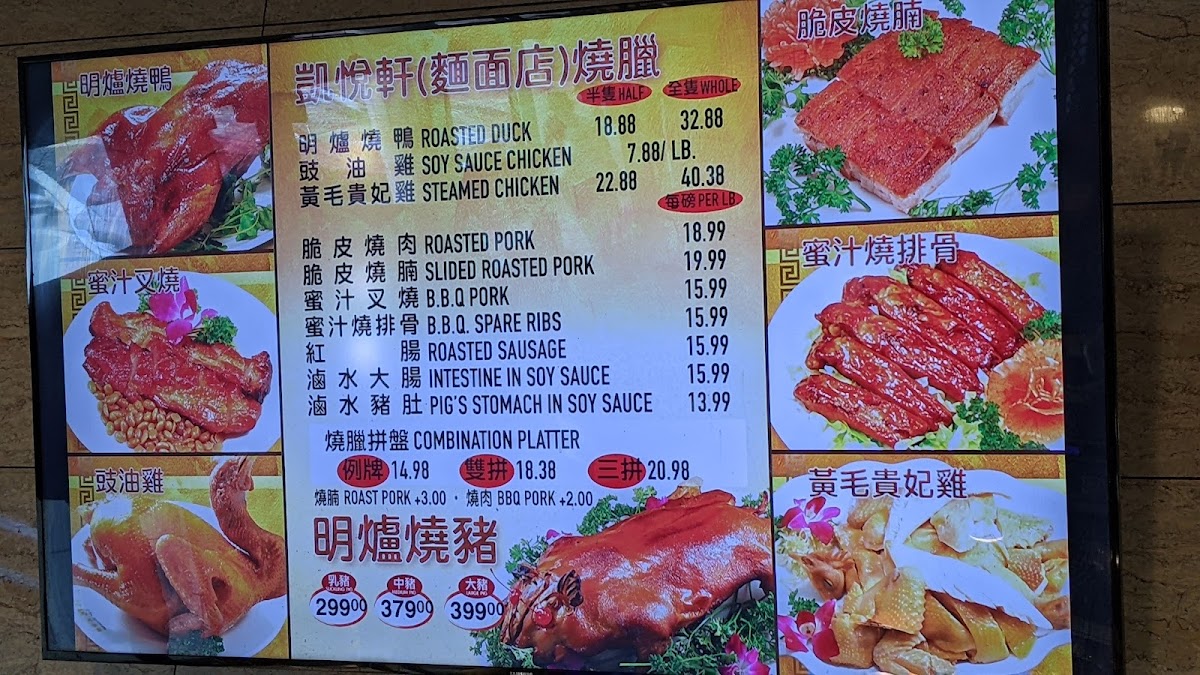 明爐燒鴨
蜜汁叉燒
豉油雞
凱悅軒(麵面店)燒臘
半隻 HALF 全隻 WHOLE
明爐燒鴨 ROASTED DUCK 18.88 32.88
豉油雞 SOY SAUCE CHICKEN 7.88/ LB.
黃毛貴妃雞 STEAMED CHICKEN 22.88 40.38
每磅 PER LB
脆皮燒肉 ROASTED PORK 18.99
脆皮燒腩 SLIDED ROASTED PORK 19.99
蜜汁叉燒 B.B.Q PORK 15.99
蜜汁燒排骨 B.B.Q. SPARE RIBS 15.99
紅腸 ROASTED SAUSAGE 15.99
滷水大腸 INTESTINE IN SOY SAUCE 15.99
滷水豬肚 PIG'S STOMACH IN SOY SAUCE 13.99
燒臘拼盤 COMBINATION PLATTER
例牌 14.98 雙拼 18.38 三拼 20.98
燒腩 ROAST PORK +3.00 · 燒肉 BBQ PORK +2.00
明爐燒豬
乳豬 SUCKLING PIG 29900
中豬 MEDIUM PIG 37900
大豬 LARGE PIG 39900
脆皮燒腩
蜜汁燒排骨
黃毛貴妃雞